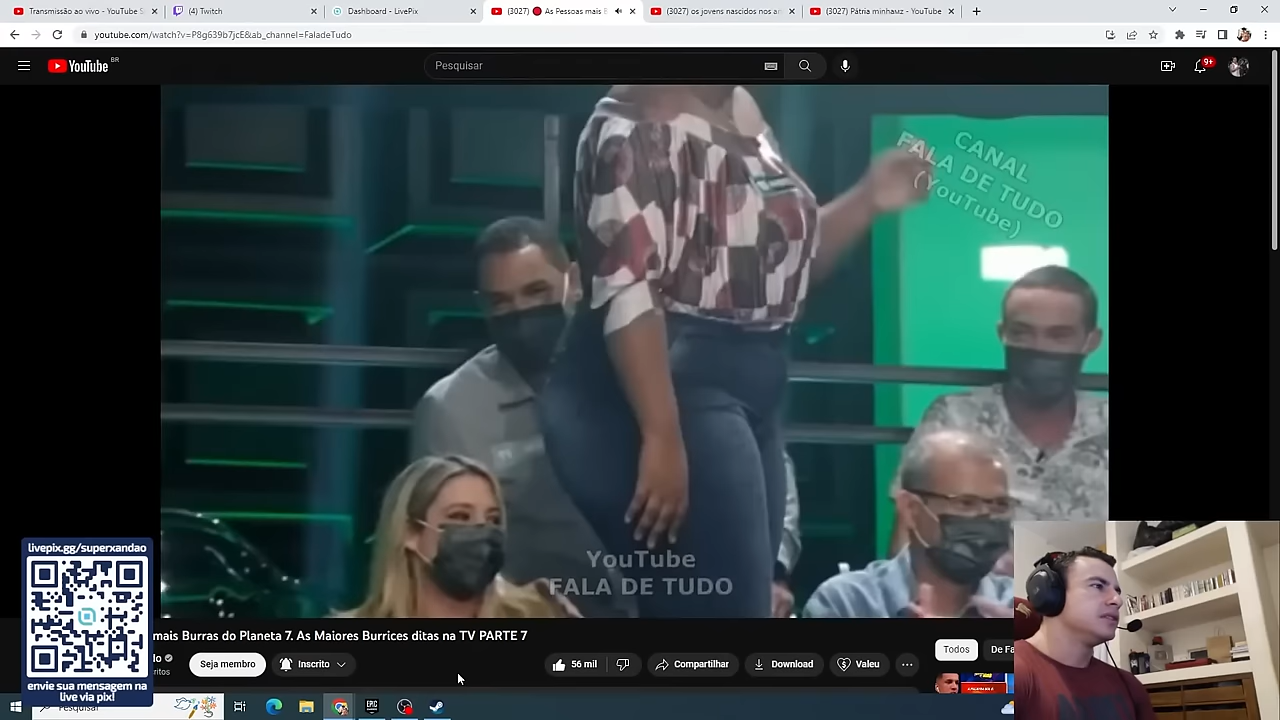 Transmissão ao vivo - YouTube S
(4) Twitch
Dashboard - LivePix
(3027) As Pessoas mais B
(3027) os jovens nascidos nos a
(3027) Pátria minhauz - YouTube
youtube.com/watch?v=P8g639b7jcE&ab_channel=FaladeTudo
YouTube BR
Pesquisar
9+
CANAL
FALA DE TUDO
(YouTube)
YouTube
FALA DE TUDO
livepix.gg/superxandao
envie sua mensagem na
live via pix!
mais Burras do Planeta 7. As Maiores Burrices ditas na TV PARTE 7
Seja membro
Inscrito
56 mil
Compartilhar
Download
Valeu
Todos
De Fa
Pesquisar
EPIC